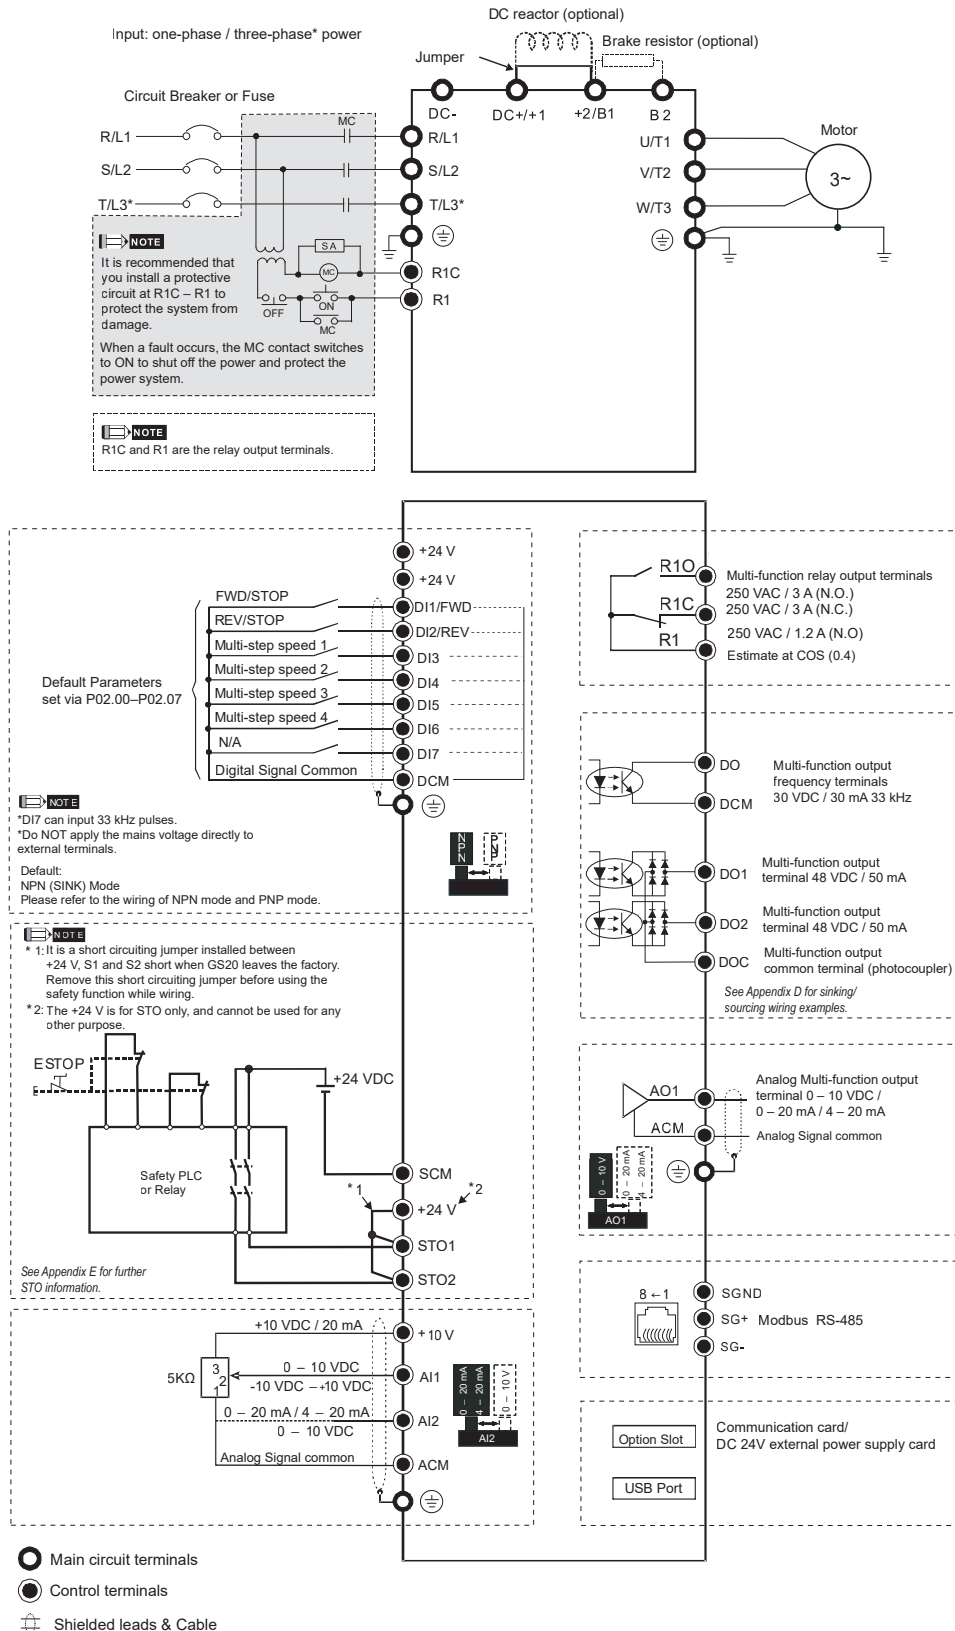 DC reactor (optional)
Input: one-phase / three-phase* power
Jumper
Brake resistor (optional)
Circuit Breaker or Fuse
DC-
DC+/+1
+2/B1
B2
MC
R/L1
R/L1
S/L2
S/L2
T/L3*
T/L3*
U/T1
V/T2
W/T3
Motor
3~
NOTE
It is recommended that
you install a protective
circuit at R1C – R1 to
protect the system from
damage.
When a fault occurs, the MC contact switches
to ON to shut off the power and protect the
power system.
SA
MC
OFF
ON
MC
R1C
R1
NOTE
R1C and R1 are the relay output terminals.
+24 V
+24 V
FWD/STOP
DI1/FWD
REV/STOP
DI2/REV
Multi-step speed 1
DI3
Multi-step speed 2
DI4
Multi-step speed 3
DI5
Multi-step speed 4
DI6
N/A
DI7
Digital Signal Common
DCM
Default Parameters
set via P02.00–P02.07
NOTE
*DI7 can input 33 kHz pulses.
*Do NOT apply the mains voltage directly to
external terminals.
Default:
NPN (SINK) Mode
Please refer to the wiring of NPN mode and PNP mode.
NPN
PNP
R1O
R1C
R1
Multi-function relay output terminals
250 VAC / 3 A (N.O.)
250 VAC / 3 A (N.C.)
250 VAC / 1.2 A (N.O)
Estimate at COS (0.4)
DO
DCM
Multi-function output
frequency terminals
30 VDC / 30 mA 33 kHz
DO1
Multi-function output
terminal 48 VDC / 50 mA
DO2
Multi-function output
terminal 48 VDC / 50 mA
DOC
Multi-function output
common terminal (photocoupler)
See Appendix D for sinking/
sourcing wiring examples.
NOTE
* 1: It is a short circuiting jumper installed between
+24 V, S1 and S2 short when GS20 leaves the factory.
Remove this short circuiting jumper before using the
safety function while wiring.
*2: The +24 V is for STO only, and cannot be used for any
other purpose.
ESTOP
E
+24 VDC
Safety PLC
or Relay
SCM
*1
*2
+24 V
STO1
STO2
See Appendix E for further
STO information.
AO1
ACM
Analog Multi-function output
terminal 0 – 10 VDC /
0 – 20 mA / 4 – 20 mA
Analog Signal common
0 – 10 V
0 – 20 mA
4 – 20 mA
AO1
8 ←1
SGND
SG+
SG-
Modbus RS-485
+10 VDC / 20 mA
+10 V
5KΩ
3
2
1
0 – 10 VDC
-10 VDC – +10 VDC
AI1
0 – 20 mA / 4 – 20 mA
0 – 10 VDC
AI2
Analog Signal common
ACM
0 – 20 mA
4 – 20 mA
0 – 10 V
AI2
Option Slot
Communication card/
DC 24V external power supply card
USB Port
Main circuit terminals
Control terminals
Shielded leads & Cable